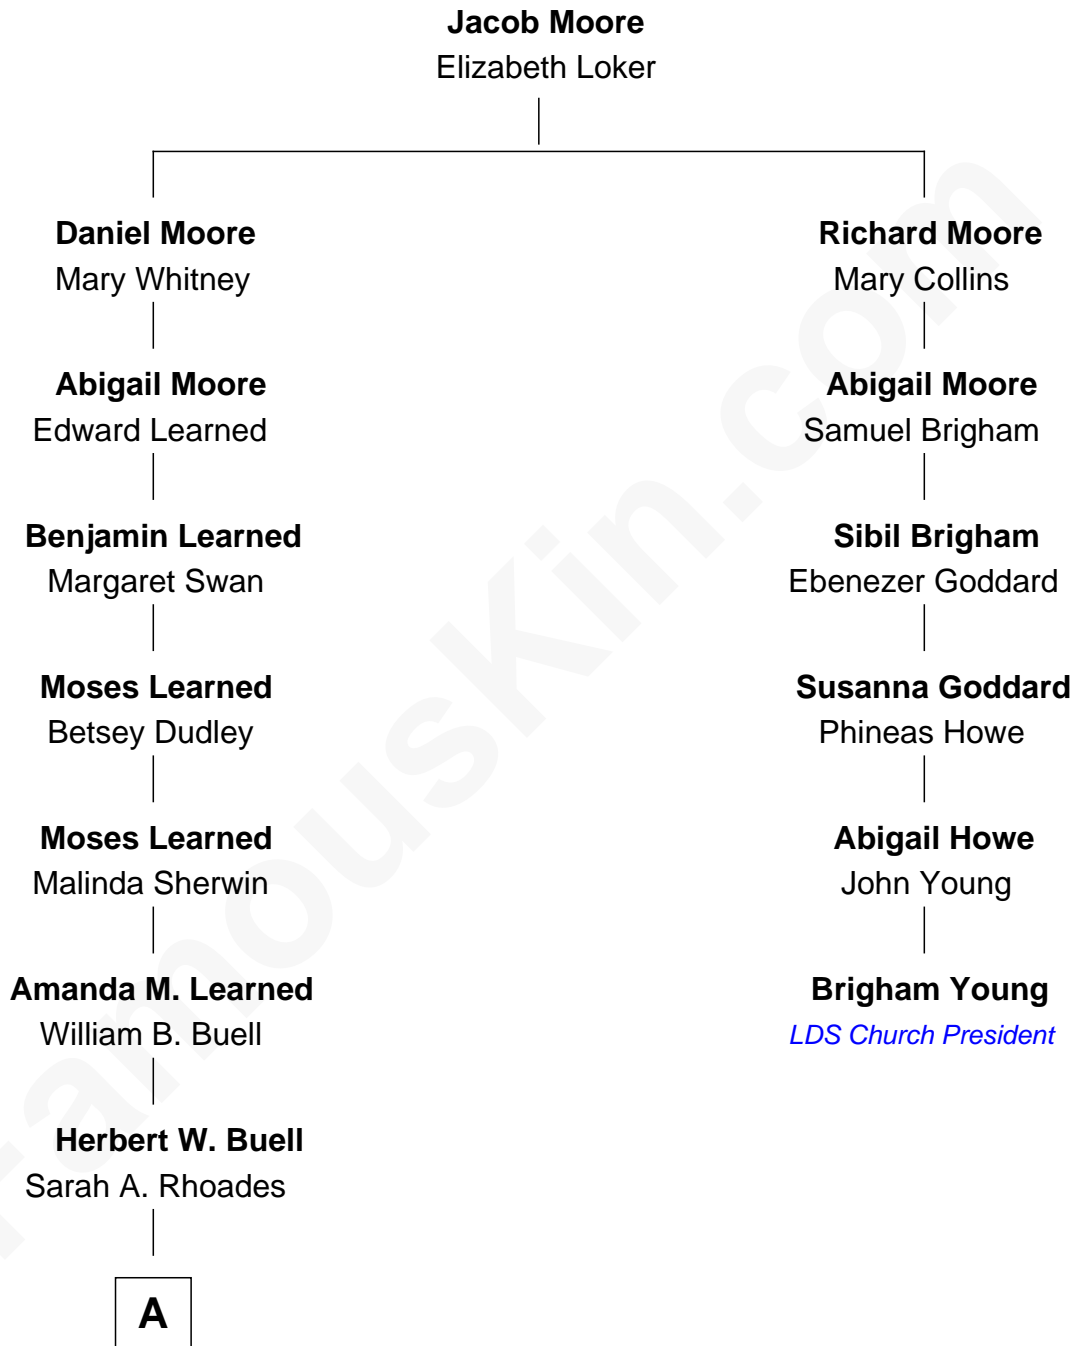 Jacob Moore
Elizabeth Loker
Daniel Moore
Mary Whitney
Abigail Moore
Edward Learned
Benjamin Learned
Margaret Swan
Moses Learned
Betsey Dudley
Moses Learned
Malinda Sherwin
Amanda M. Learned
William B. Buell
Herbert W. Buell
Sarah A. Rhoades
A
Richard Moore
Mary Collins
Abigail Moore
Samuel Brigham
Sibil Brigham
Ebenezer Goddard
Susanna Goddard
Phineas Howe
Abigail Howe
John Young
Brigham Young
LDS Church President
FamousKin.com